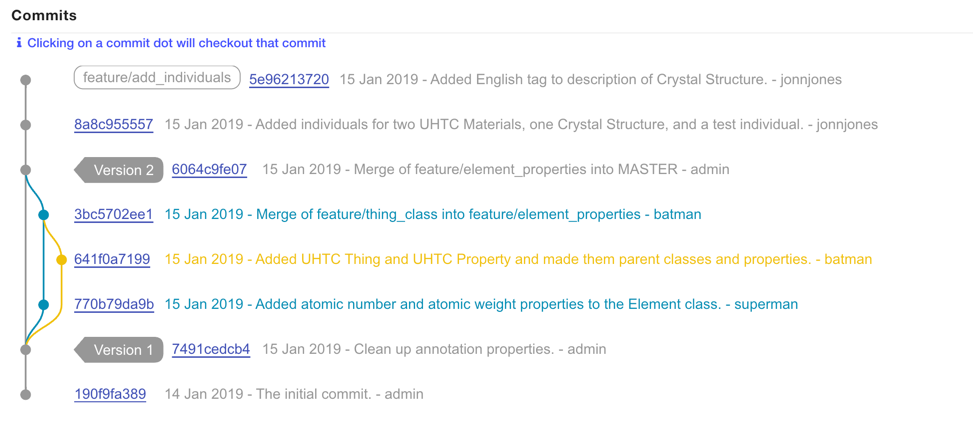 Commits
Clicking on a commit dot will checkout that commit
feature/add_individuals 5e96213720 15 Jan 2019 - Added English tag to description of Crystal Structure. - jonnjones
8a8c955557 15 Jan 2019 - Added individuals for two UHTC Materials, one Crystal Structure, and a test individual. - jonnjones
Version 2 6064c9fe07 15 Jan 2019 - Merge of feature/element_properties into MASTER - admin
3bc5702ee1 15 Jan 2019 - Merge of feature/thing_class into feature/element_properties - batman
641f0a7199 15 Jan 2019 - Added UHTC Thing and UHTC Property and made them parent classes and properties. - batman
770b79da9b 15 Jan 2019 - Added atomic number and atomic weight properties to the Element class. - superman
Version 1 7491cedcb4 15 Jan 2019 - Clean up annotation properties. - admin
190f9fa389 14 Jan 2019 - The initial commit. - admin